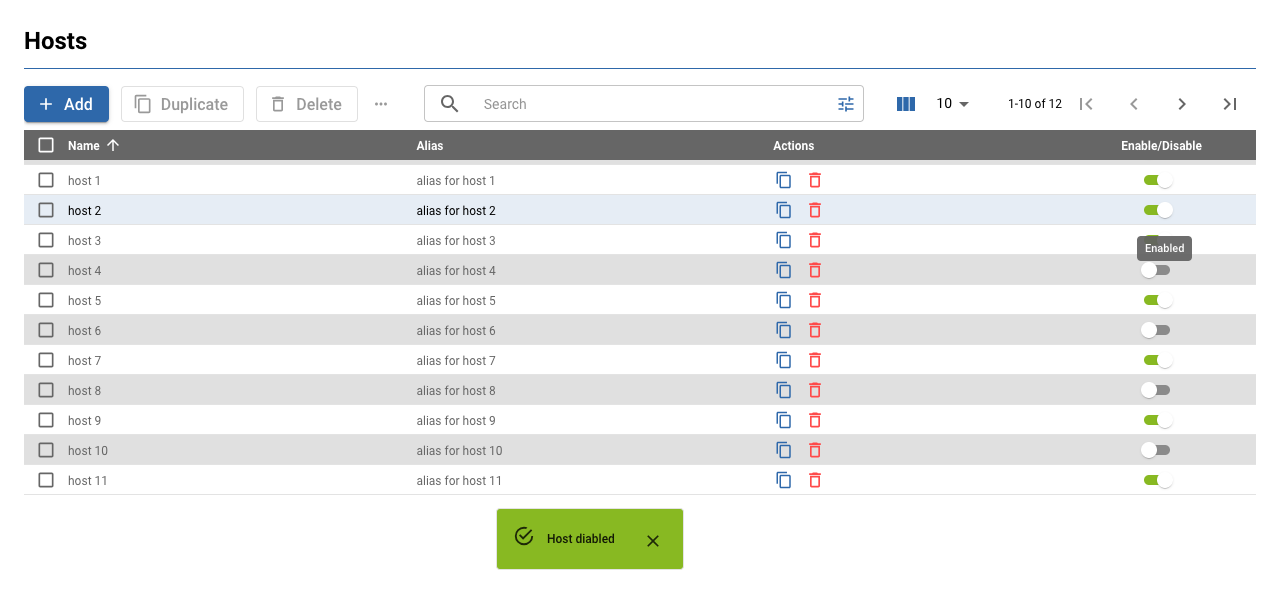 Hosts
Add Duplicate Delete ... Search 10 1-10 of 12
Name Alias Actions Enable/Disable
host 1 alias for host 1
host 2 alias for host 2
host 3 alias for host 3
Enabled
host 4 alias for host 4
host 5 alias for host 5
host 6 alias for host 6
host 7 alias for host 7
host 8 alias for host 8
host 9 alias for host 9
host 10 alias for host 10
host 11 alias for host 11
Host diabled